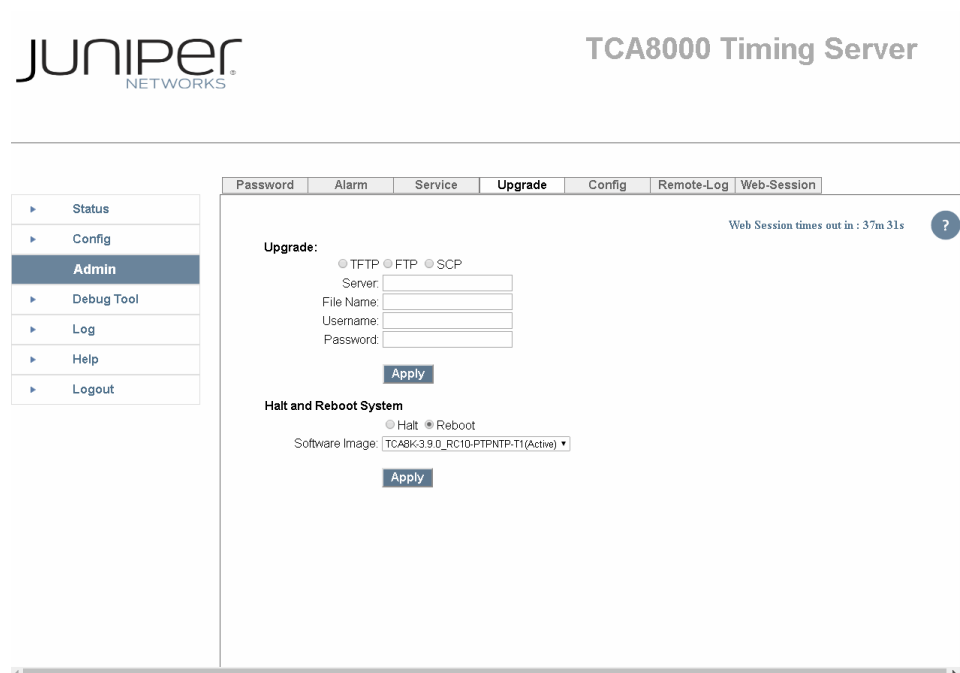 JUNIPER
NETWORKS
TCA8000 Timing Server
Password Alarm Service Upgrade Config Remote-Log Web-Session
Status
Config
Admin
Debug Tool
Log
Help
Logout
Web Session times out in : 37m 31s
?
Upgrade:
TFTP FTP SCP
Server:
File Name:
Username:
Password:
Apply
Halt and Reboot System
Halt Reboot
Software Image: TCA8K-3.9.0_RC10-PTPNTP-T1(Active)
Apply